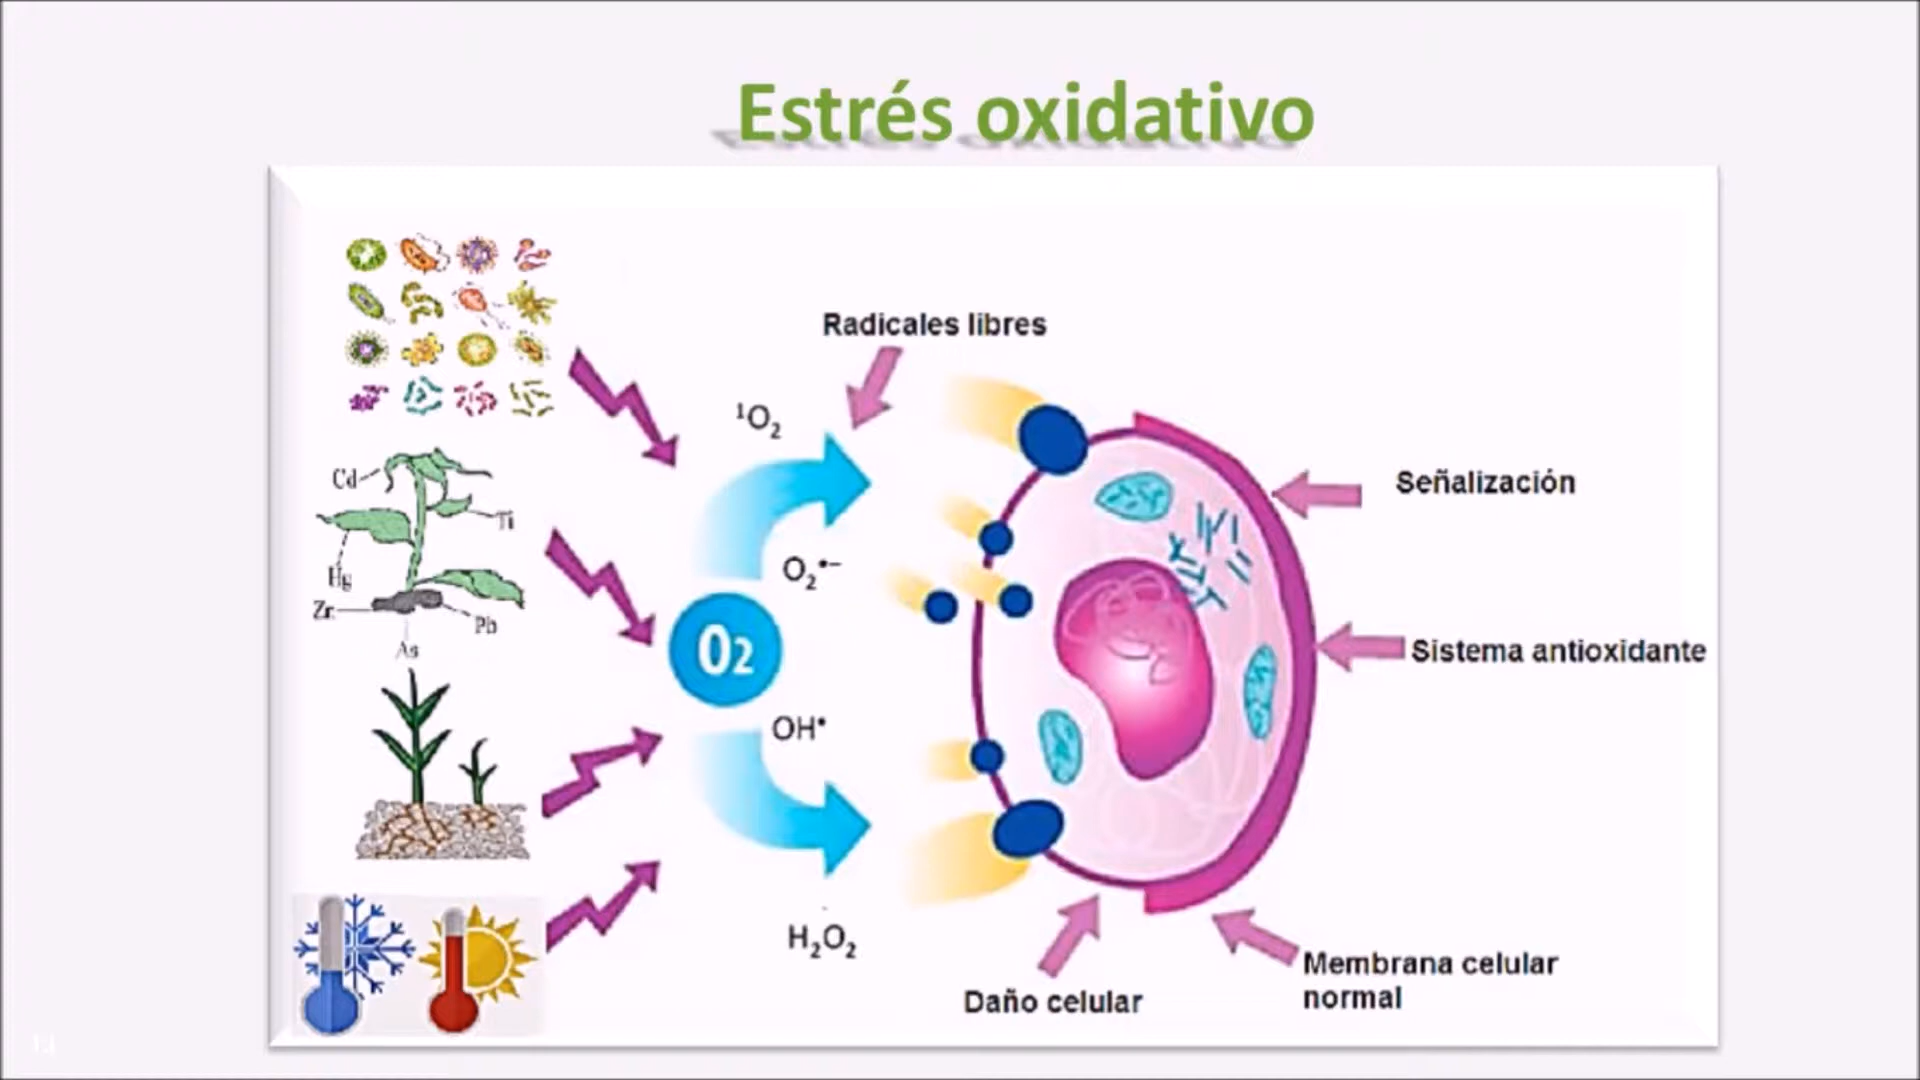 Estrés oxidativo
Radicales libres
¹O₂
O₂•–
O₂
OH•
H₂O₂
Cd
Ti
Hg
Zr
Pb
As
Señalización
Sistema antioxidante
Membrana celular
normal
Daño celular